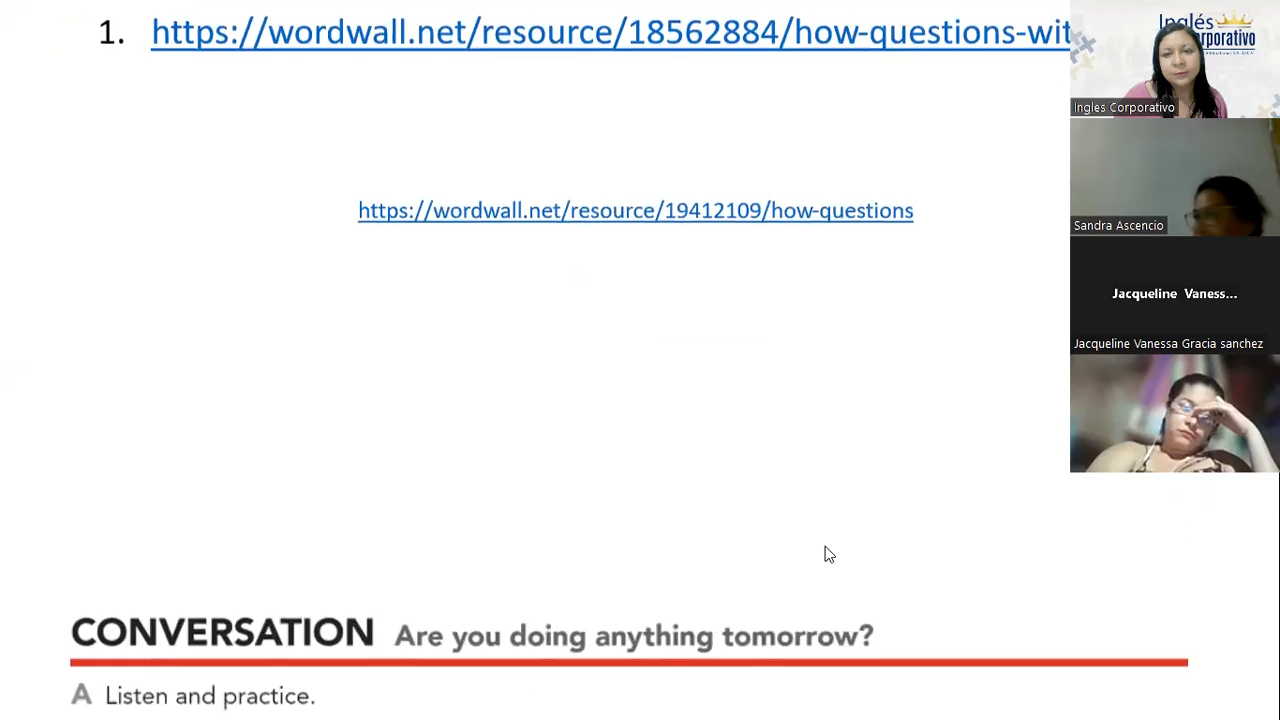 1. https://wordwall.net/resource/18562884/how-questions-wit
https://wordwall.net/resource/19412109/how-questions
CONVERSATION Are you doing anything tomorrow?
A Listen and practice.
Inglés
rporativo
Ingles Corporativo
Sandra Ascencio
Jacqueline Vaness...
Jacqueline Vanessa Gracia sanchez